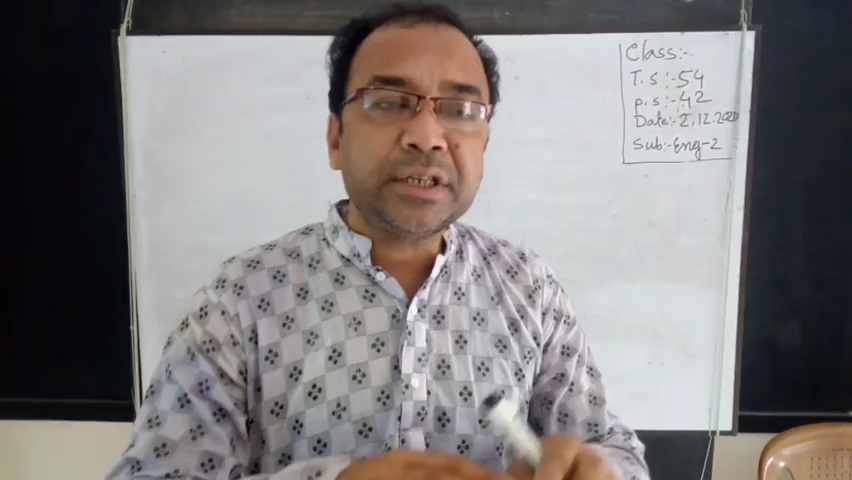 Class:-
T.s :- 54
p.s :- 42
Date:- 2.12.2020
Sub:- Eng-2